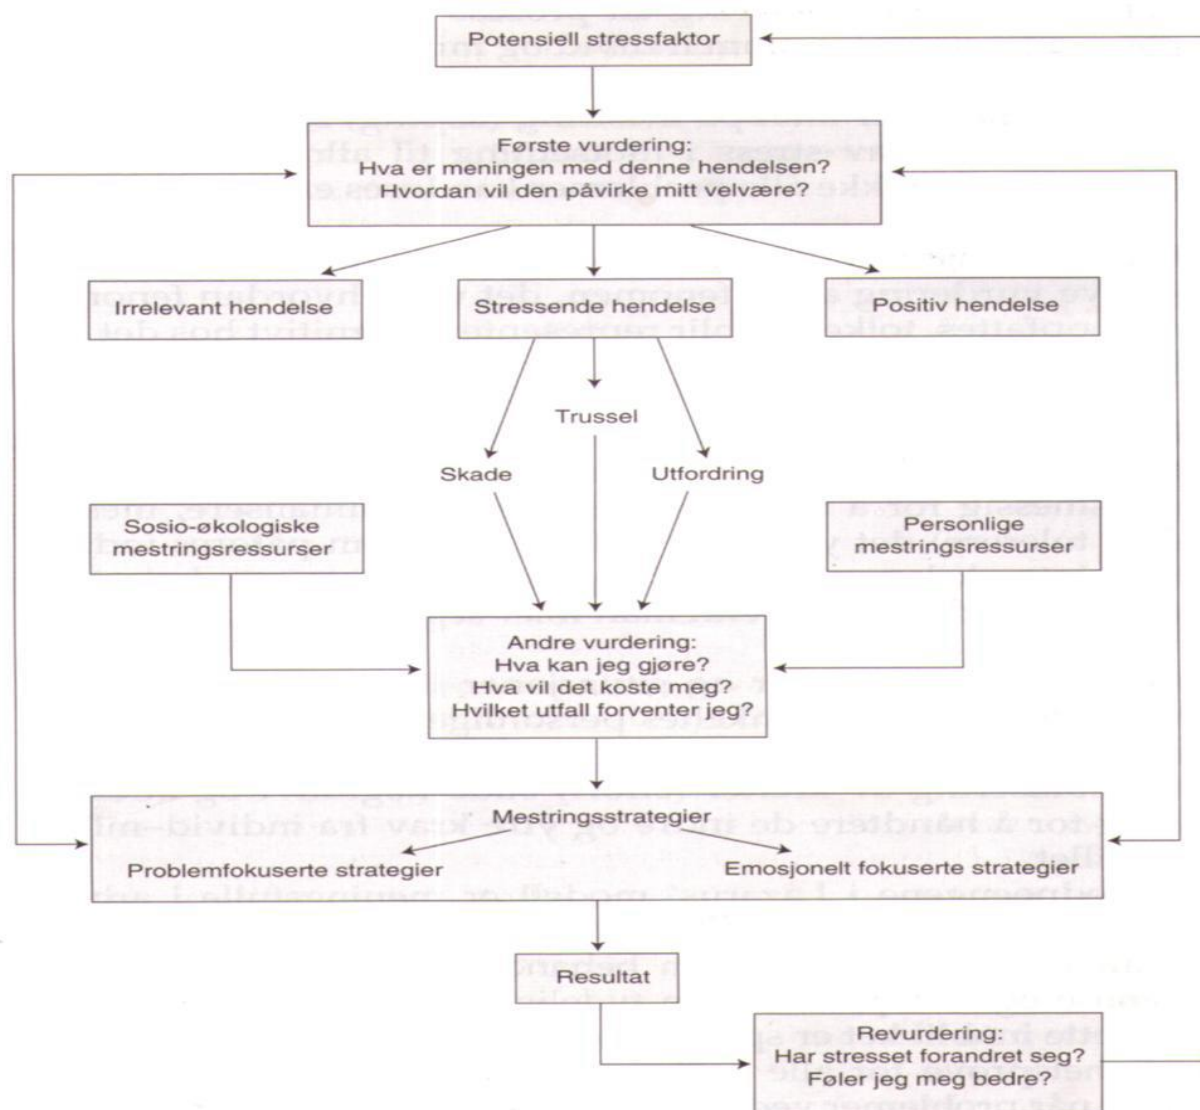 Potensiell stressfaktor
Første vurdering:
Hva er meningen med derne hendelsen?
Hvordan vil den påvirke mitt velvære?
Irrelevant hendelse
Stressende hendelse
Positiv hendelse
Trussel
Skade
Utfordring
Sosio-økologiske
mestringsressurser
Personlige
mestringsressurser
Andre vurdering:
Hva kan jeg gjøre?
Hva vil det koste meg?
Hvilket utfall forventer jeg?
Mestringsstrategier
Problemfokuserte strategier
Emosjonelt fokuserte strategier
Resultat
Revurdering:
Har stresset forandret seg?
Føler jeg meg bedre?